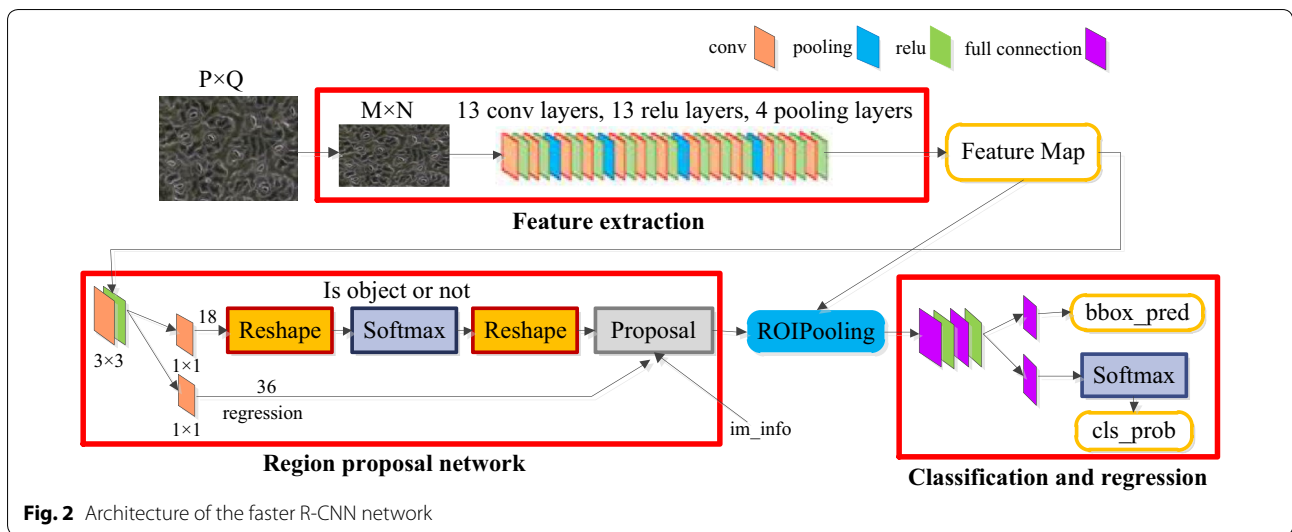 conv pooling relu full connection
P×Q
M×N 13 conv layers, 13 relu layers, 4 pooling layers
Feature Map
Feature extraction
Is object or not
18 Reshape Softmax Reshape Proposal ROIPooling bbox_pred
3×3 1×1
36
regression
1×1
im_info
Softmax
cls_prob
Region proposal network Classification and regression
Fig. 2 Architecture of the faster R-CNN network